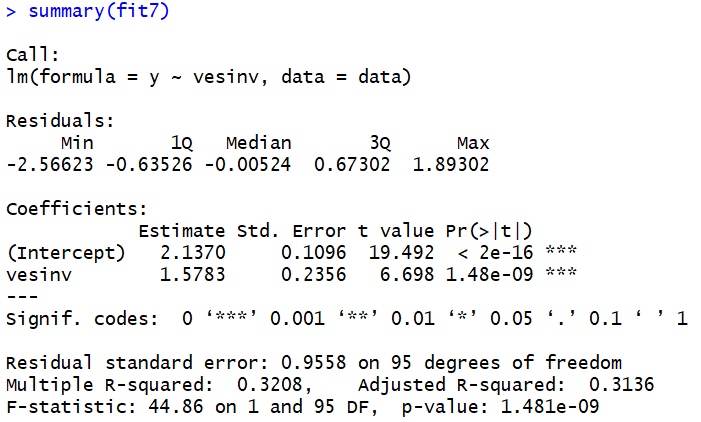 > summary(fit7)
Call:
lm(formula = y ~ vesinv, data = data)
Residuals:
Min 1Q Median 3Q Max
-2.56623 -0.63526 -0.00524 0.67302 1.89302
Coefficients:
Estimate Std. Error t value Pr(>|t|)
(Intercept) 2.1370 0.1096 19.492 < 2e-16 ***
vesinv 1.5783 0.2356 6.698 1.48e-09 ***
---
Signif. codes: 0 ‘***’ 0.001 ‘**’ 0.01 ‘*’ 0.05 ‘.’ 0.1 ‘ ’ 1
Residual standard error: 0.9558 on 95 degrees of freedom
Multiple R-squared: 0.3208, Adjusted R-squared: 0.3136
F-statistic: 44.86 on 1 and 95 DF, p-value: 1.481e-09